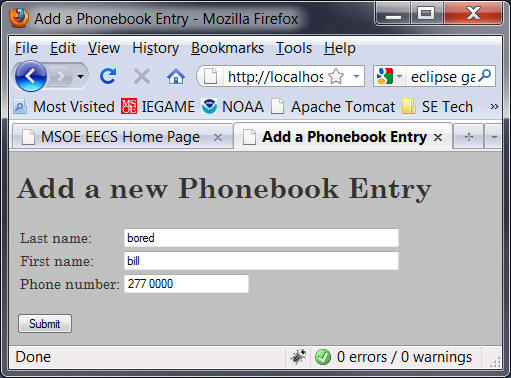 Add a Phonebook Entry - Mozilla Firefox
File Edit View History Bookmarks Tools Help
http://localhos eclipse ga
Most Visited MSOE IEGAME NOAA Apache Tomcat SE Tech »
MSOE EECS Home Page Add a Phonebook Entry
Add a new Phonebook Entry
Last name: bored
First name: bill
Phone number: 277 0000
Submit
Done 0 errors / 0 warnings